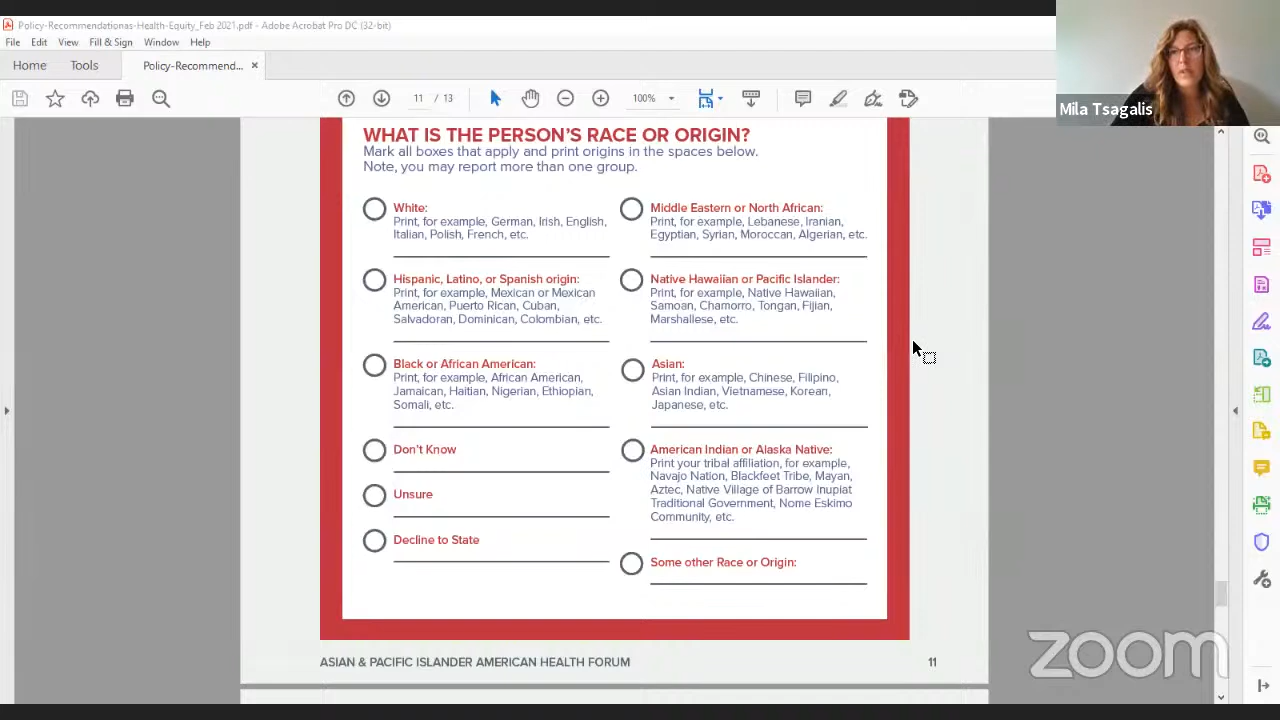 Policy-Recommendationas-Health-Equity_Feb 2021.pdf - Adobe Acrobat Pro DC (32-bit)
File Edit View Fill & Sign Window Help
Home Tools Policy-Recommend... ×
11 / 13 100%
Mila Tsagalis
WHAT IS THE PERSON'S RACE OR ORIGIN?
Mark all boxes that apply and print origins in the spaces below.
Note, you may report more than one group.
White:
Print, for example, German, Irish, English,
Italian, Polish, French, etc.
Hispanic, Latino, or Spanish origin:
Print, for example, Mexican or Mexican
American, Puerto Rican, Cuban,
Salvadoran, Dominican, Colombian, etc.
Black or African American:
Print, for example, African American,
Jamaican, Haitian, Nigerian, Ethiopian,
Somali, etc.
Don't Know
Unsure
Decline to State
Middle Eastern or North African:
Print, for example, Lebanese, Iranian,
Egyptian, Syrian, Moroccan, Algerian, etc.
Native Hawaiian or Pacific Islander:
Print, for example, Native Hawaiian,
Samoan, Chamorro, Tongan, Fijian,
Marshallese, etc.
Asian:
Print, for example, Chinese, Filipino,
Asian Indian, Vietnamese, Korean,
Japanese, etc.
American Indian or Alaska Native:
Print your tribal affiliation, for example,
Navajo Nation, Blackfeet Tribe, Mayan,
Aztec, Native Village of Barrow Inupiat
Traditional Government, Nome Eskimo
Community, etc.
Some other Race or Origin:
ASIAN & PACIFIC ISLANDER AMERICAN HEALTH FORUM 11
zoom